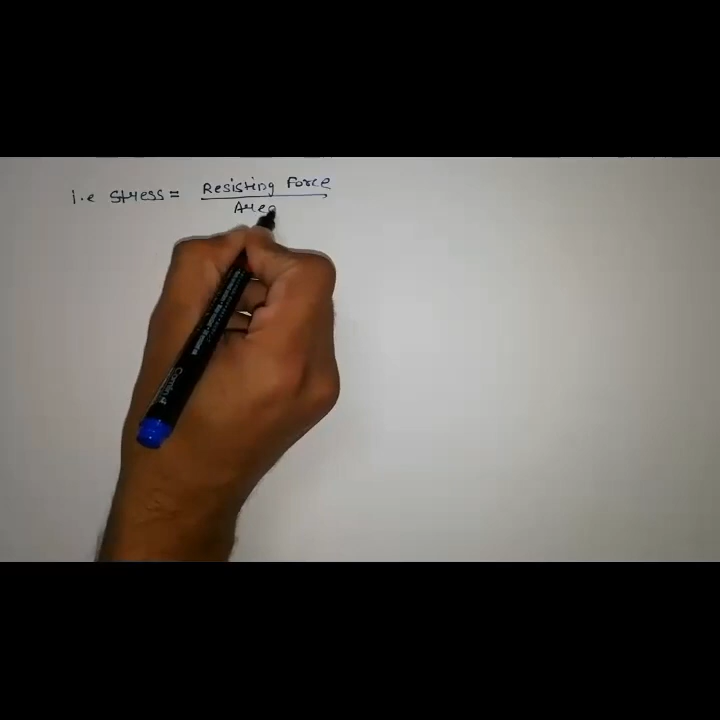 i.e Stress = Resisting Force
Area